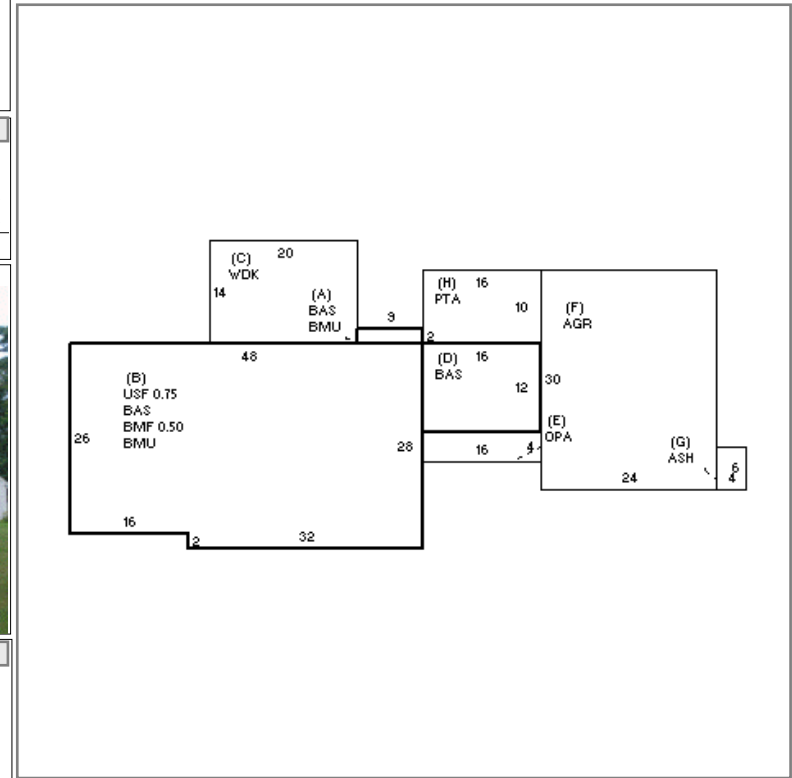 (C)
WDK
20
14
(A)
BAS
BMU
9
(H)
PTA
16
10
2
(F)
AGR
48
(B)
USF 0.75
BAS
BMF 0.50
BMU
26
28
(D)
BAS
16
12
30
(E)
OPA
16
4
(G)
ASH
6
4
24
16
2
32